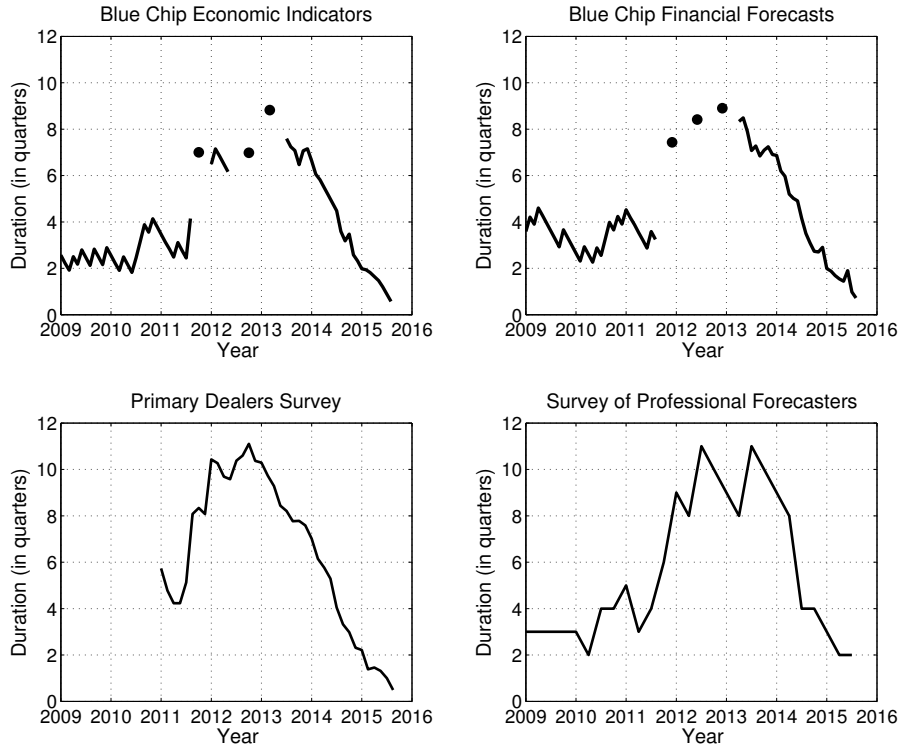 Blue Chip Economic Indicators
12
10
8
6
4
2
0
Duration (in quarters)
2009 2010 2011 2012 2013 2014 2015 2016
Year
Blue Chip Financial Forecasts
12
10
8
6
4
2
0
Duration (in quarters)
2009 2010 2011 2012 2013 2014 2015 2016
Year
Primary Dealers Survey
12
10
8
6
4
2
0
Duration (in quarters)
2009 2010 2011 2012 2013 2014 2015 2016
Year
Survey of Professional Forecasters
12
10
8
6
4
2
0
Duration (in quarters)
2009 2010 2011 2012 2013 2014 2015 2016
Year